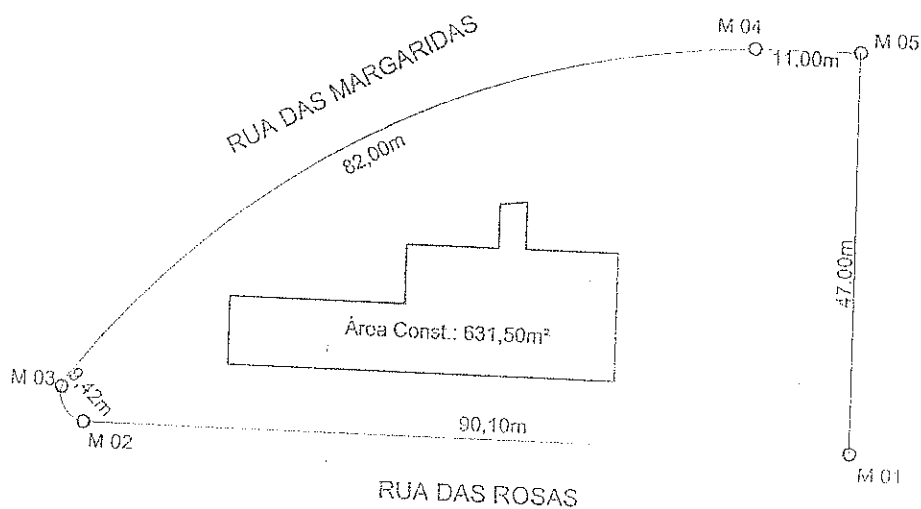 M 04
M 05
11,00m
RUA DAS MARGARIDAS
82,00m
47,00m
Área Const.: 631,50m²
M 03
9,42m
M 02
90,10m
M 01
RUA DAS ROSAS